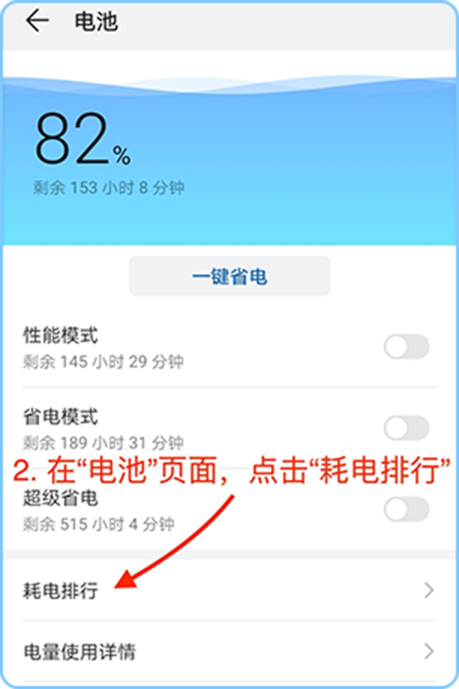 电池
82%
剩余 153 小时 8 分钟
一键省电
性能模式
剩余 145 小时 29 分钟
省电模式
剩余 189 小时 31 分钟
2. 在“电池”页面，点击“耗电排行”
超级省电
剩余 515 小时 4 分钟
耗电排行
电量使用详情